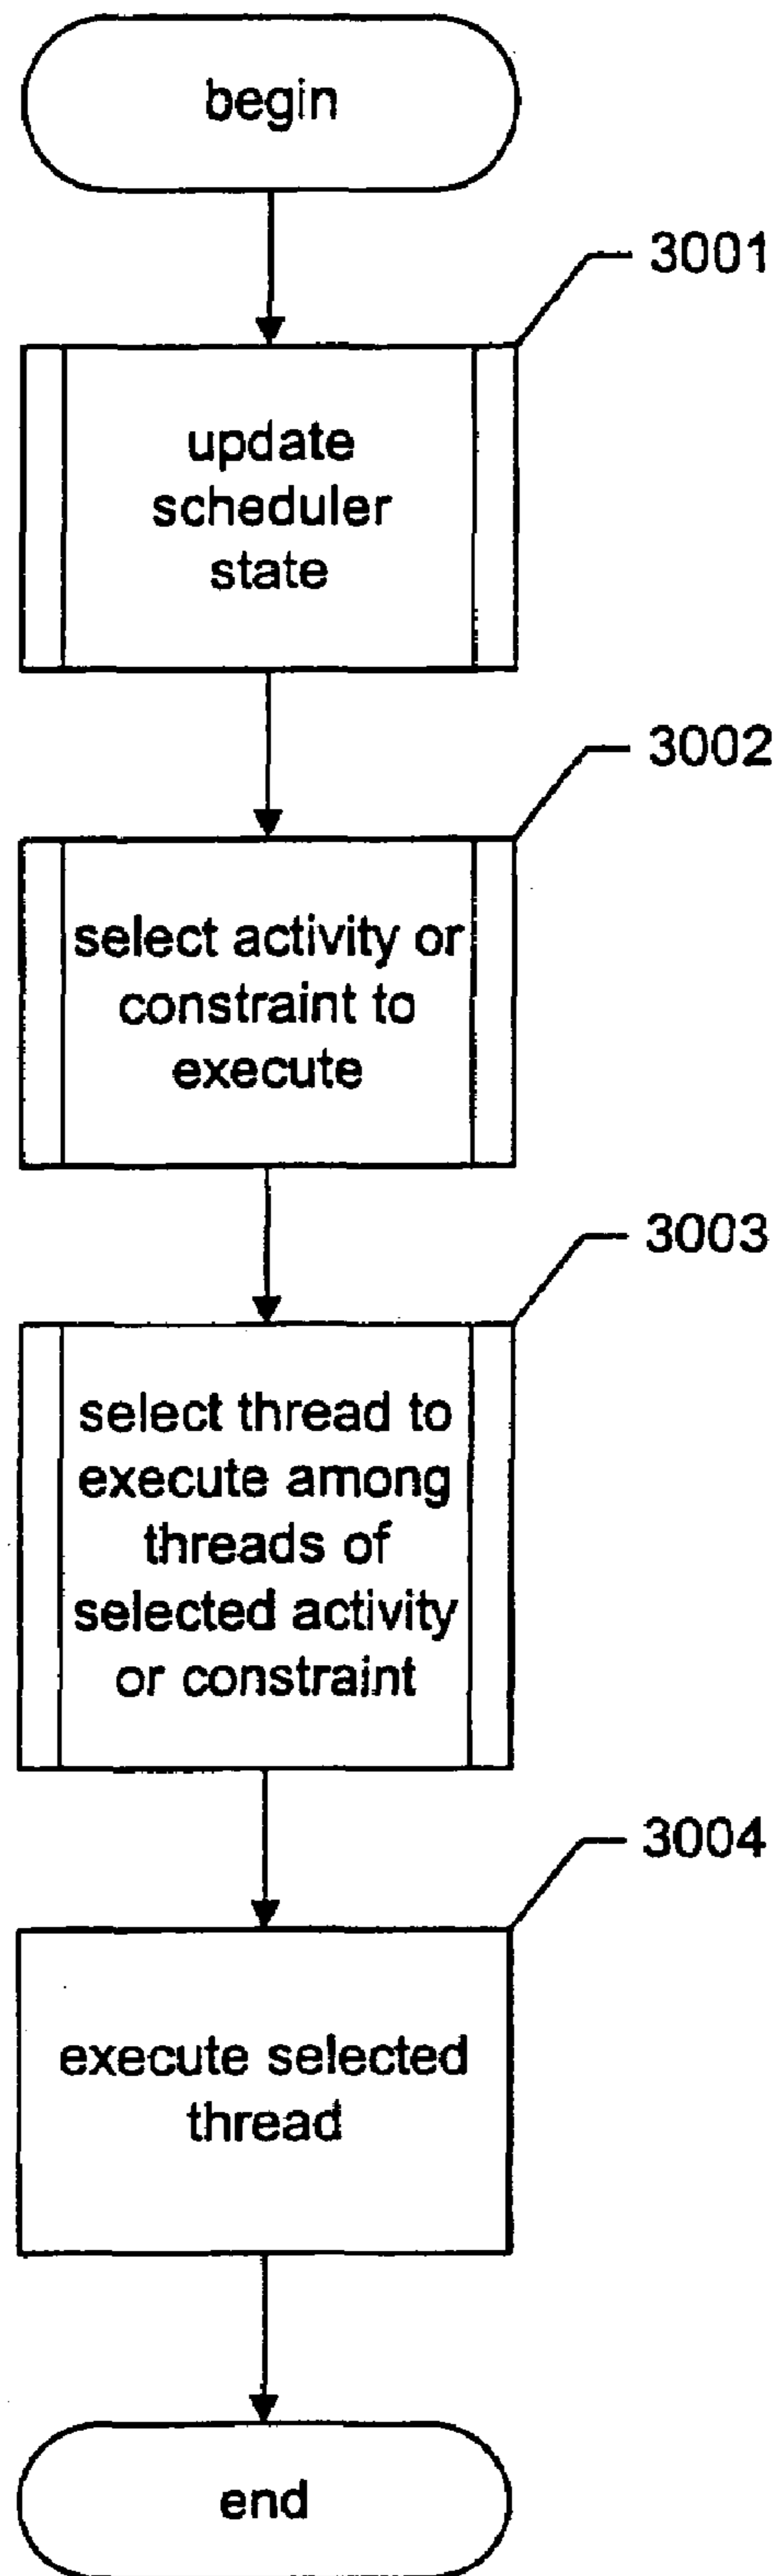 begin
3001
update
scheduler
state
3002
select activity or
constraint to
execute
3003
select thread to
execute among
threads of
selected activity
or constraint
3004
execute selected
thread
end